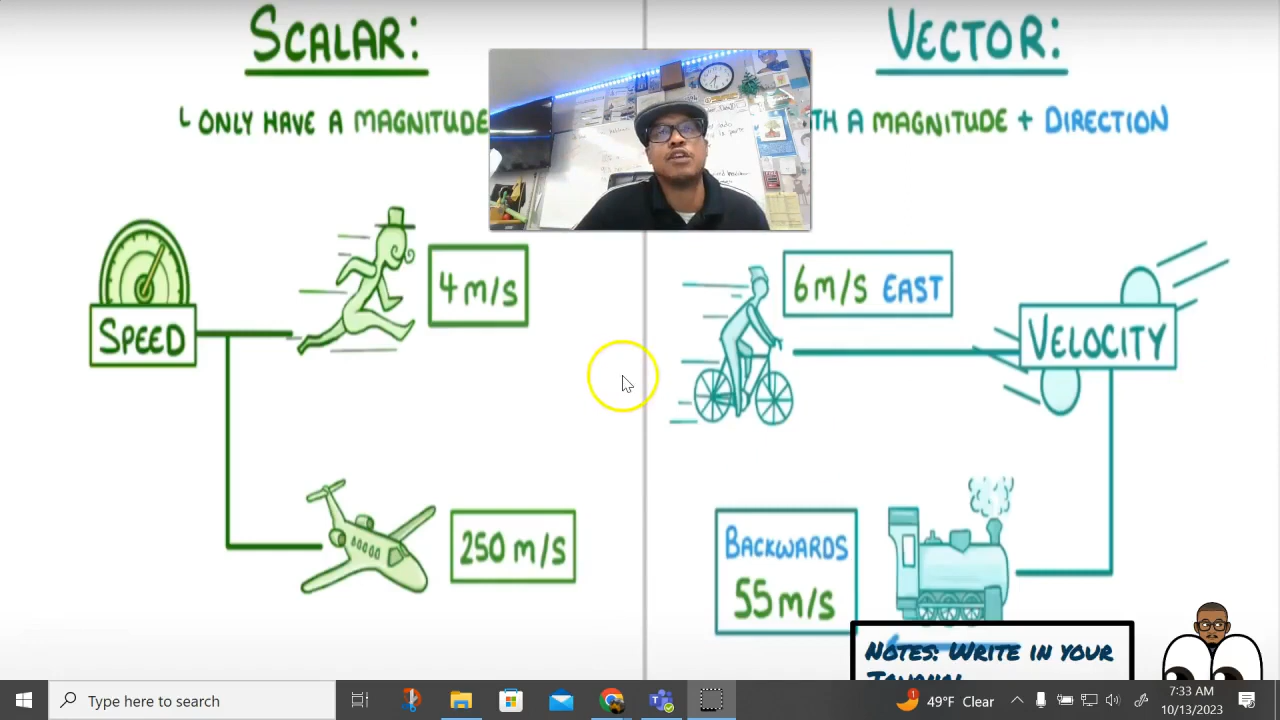 SCALAR:
ONLY HAVE A MAGNITUDE
SPEED
4 M/S
250 M/S
VECTOR:
TH A MAGNITUDE + DIRECTION
6 M/S EAST
VELOCITY
BACKWARDS
55 M/S
NOTES: WRITE IN YOUR
Type here to search
1
49°F Clear
7:33 AM
10/13/2023